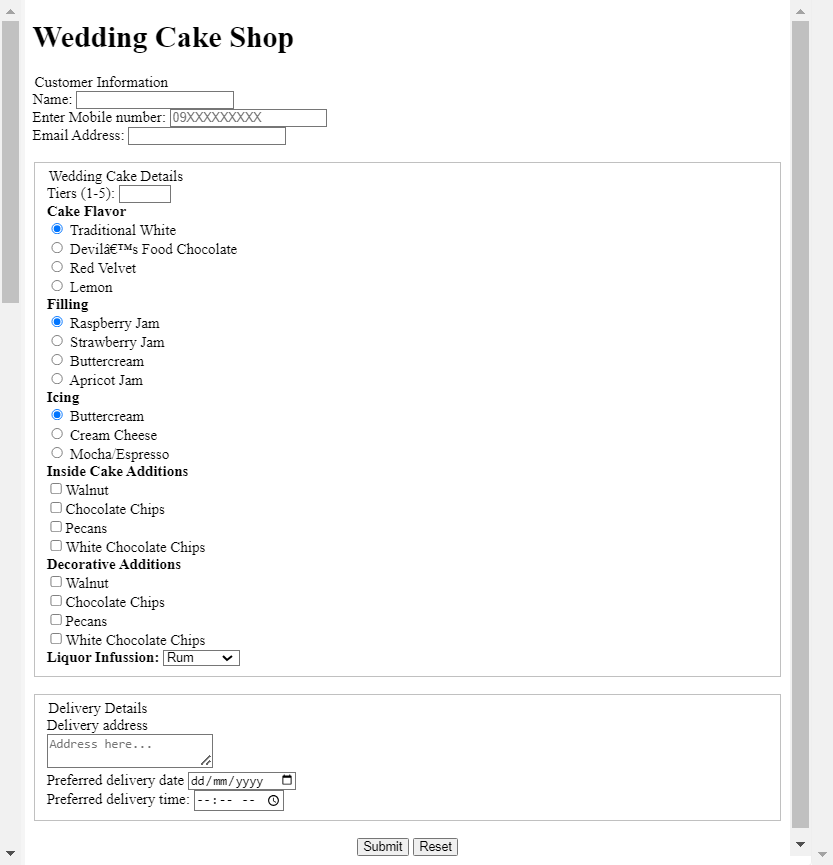 Wedding Cake Shop
Customer Information
Name:
Enter Mobile number: 09XXXXXXXXX
Email Address:
Wedding Cake Details
Tiers (1-5):
Cake Flavor
Traditional White
Devilâ€™s Food Chocolate
Red Velvet
Lemon
Filling
Raspberry Jam
Strawberry Jam
Buttercream
Apricot Jam
Icing
Buttercream
Cream Cheese
Mocha/Espresso
Inside Cake Additions
Walnut
Chocolate Chips
Pecans
White Chocolate Chips
Decorative Additions
Walnut
Chocolate Chips
Pecans
White Chocolate Chips
Liquor Infussion: Rum
Delivery Details
Delivery address
Address here...
Preferred delivery date dd/mm/yyyy
Preferred delivery time: --:-- --
Submit Reset